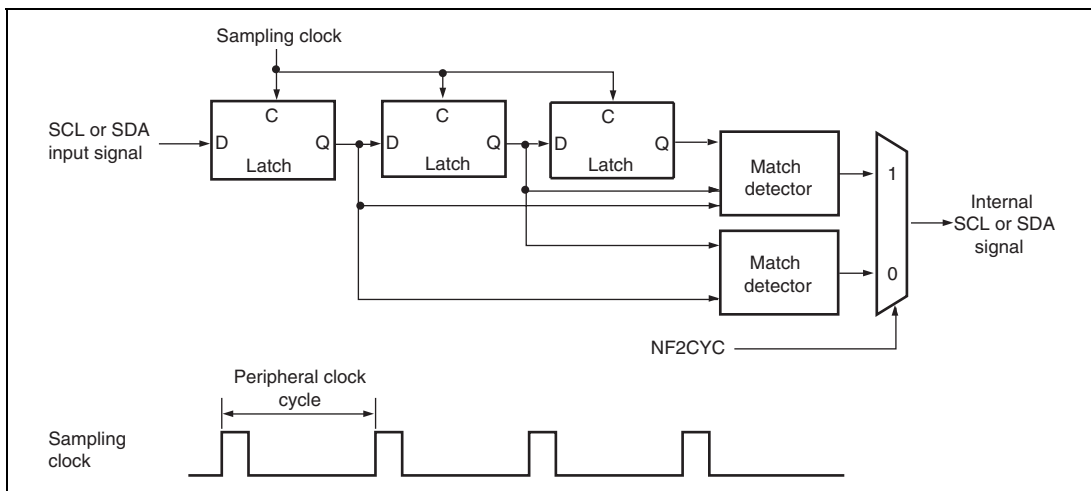 Sampling clock
SCL or SDA
input signal
C
D
Q
Latch
C
D
Q
Latch
C
D
Q
Latch
Match
detector
1
Internal
SCL or SDA
signal
Match
detector
0
NF2CYC
Peripheral clock
cycle
Sampling
clock